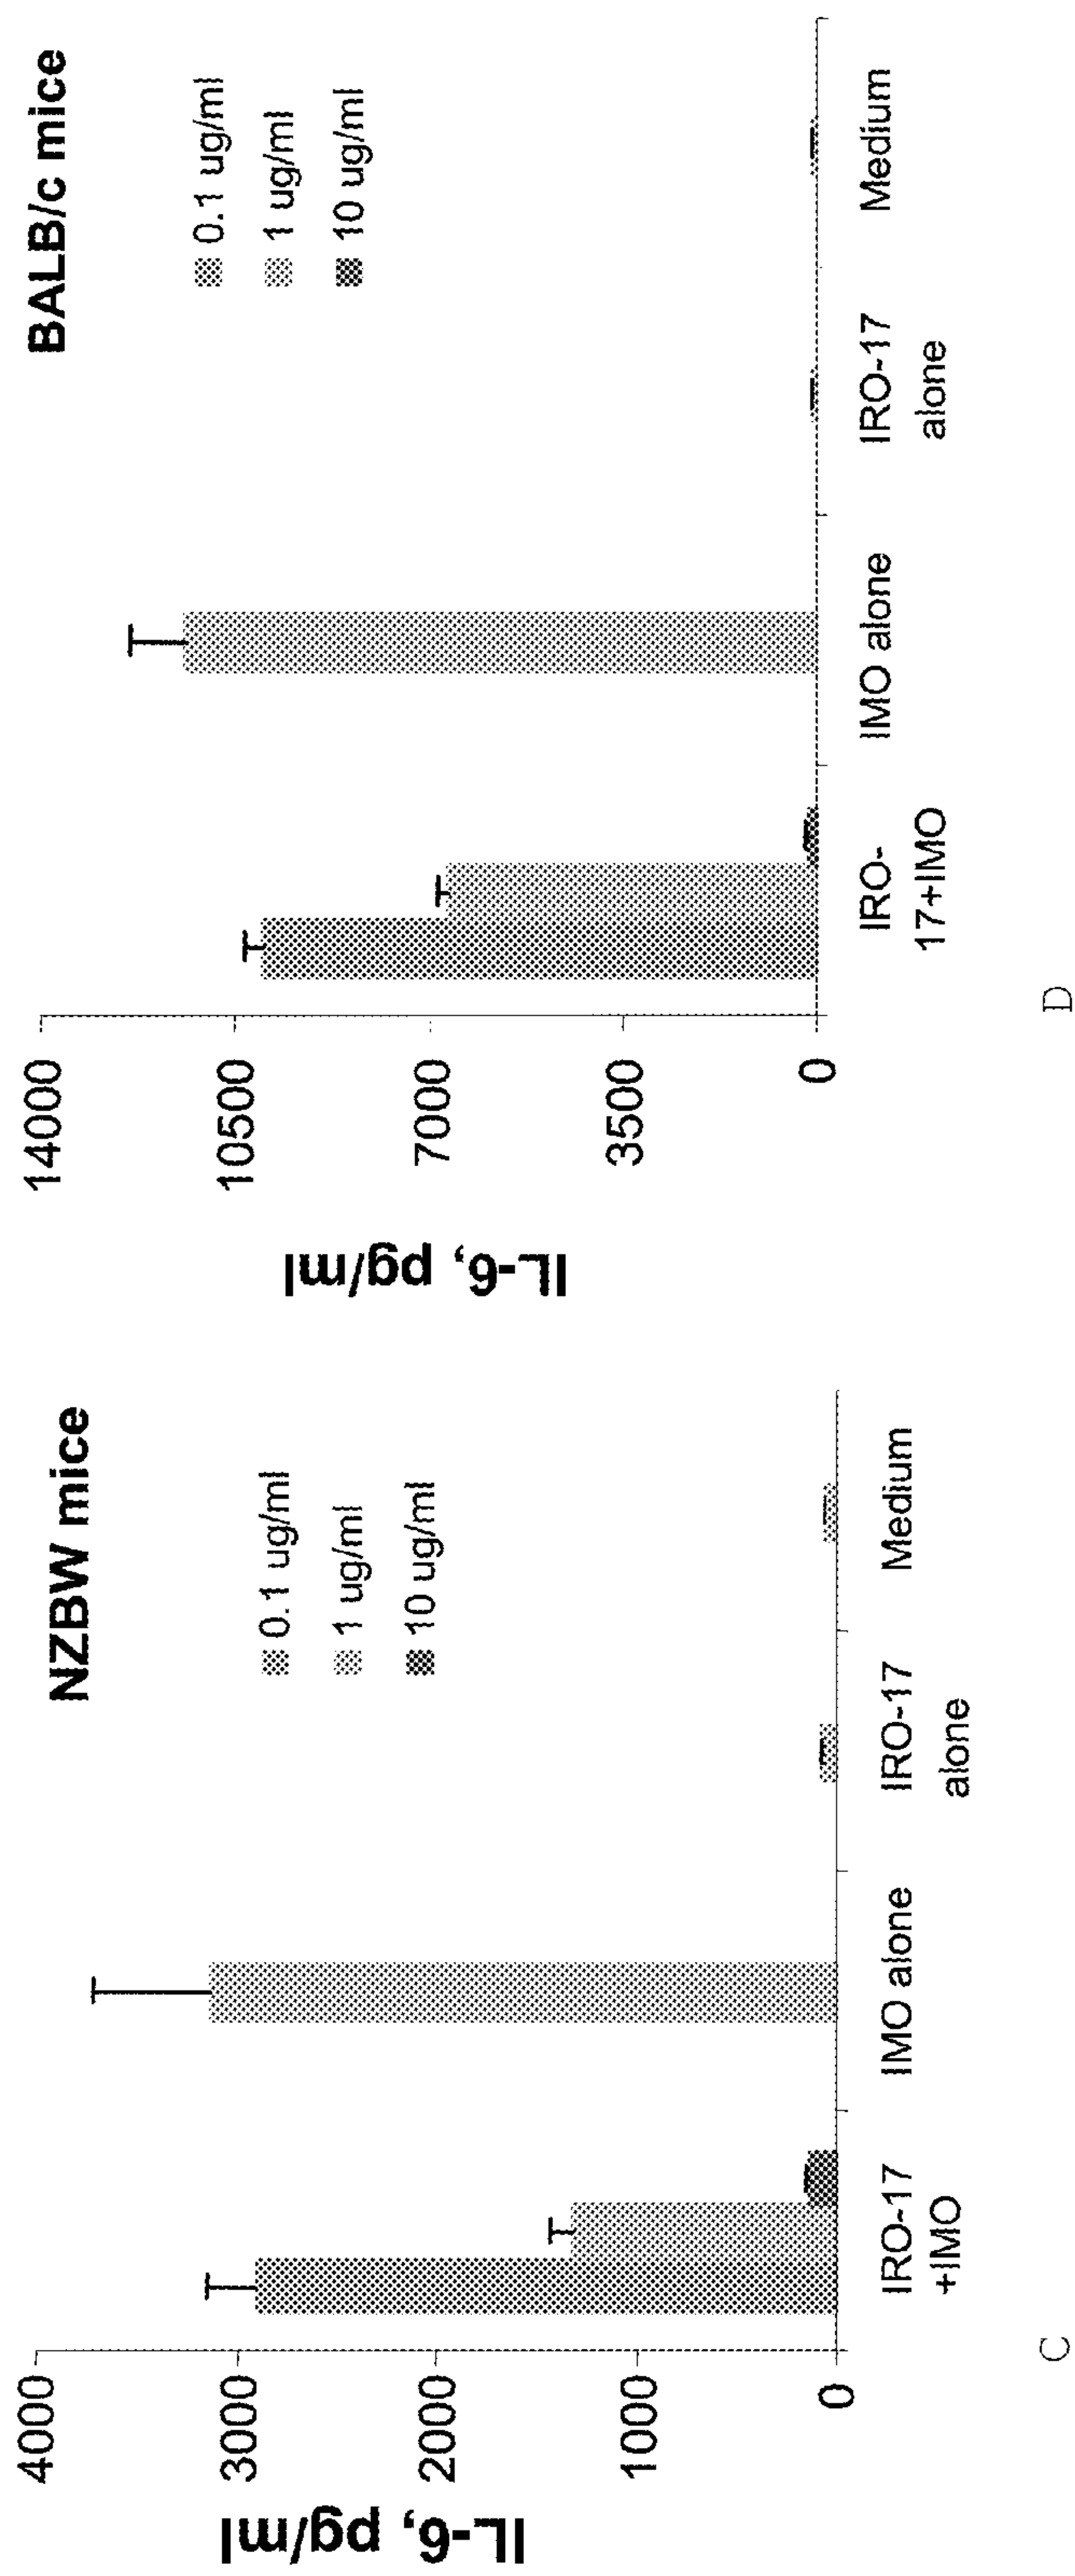 NZBW mice
IL-6, pg/ml
4000
3000
2000
1000
0
0.1 ug/ml
1 ug/ml
10 ug/ml
IRO-17
+IMO
IMO alone
IRO-17
alone
Medium
C
BALB/c mice
IL-6, pg/ml
14000
10500
7000
3500
0
0.1 ug/ml
1 ug/ml
10 ug/ml
IRO-
17+IMO
IMO alone
IRO-17
alone
Medium
D